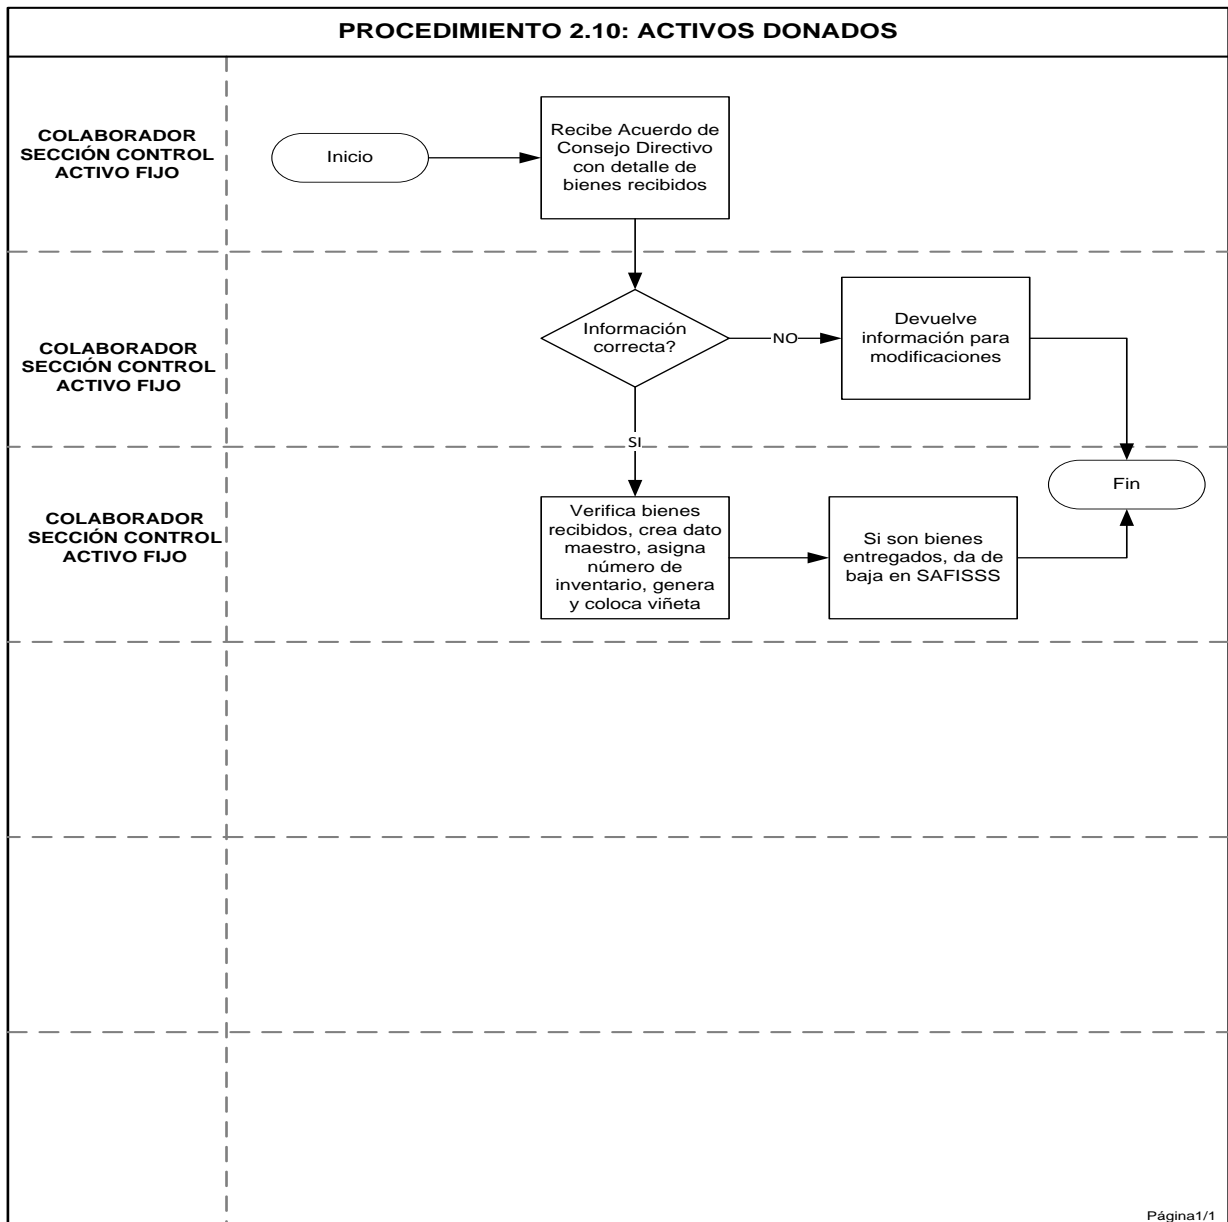 PROCEDIMIENTO 2.10: ACTIVOS DONADOS
COLABORADOR
SECCIÓN CONTROL
ACTIVO FIJO
Inicio
Recibe Acuerdo de
Consejo Directivo
con detalle de
bienes recibidos
COLABORADOR
SECCIÓN CONTROL
ACTIVO FIJO
Información
correcta?
NO
Devuelve
información para
modificaciones
SI
COLABORADOR
SECCIÓN CONTROL
ACTIVO FIJO
Verifica bienes
recibidos, crea dato
maestro, asigna
número de
inventario, genera
y coloca viñeta
Si son bienes
entregados, da de
baja en SAFISSS
Fin
Página1/1